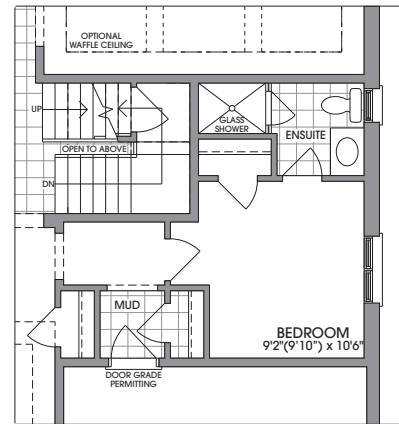 OPTIONAL
WAFFLE CEILING
UP
GLASS
SHOWER
ENSUITE
OPEN TO ABOVE
DN
MUD
BEDROOM
9'2"(9'10") x 10'6"
DOOR GRADE
PERMITTING